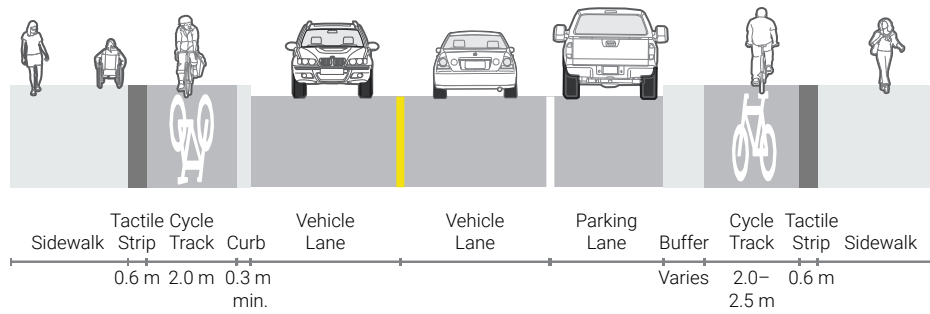 Tactile Cycle Vehicle Vehicle Parking Cycle Tactile
Sidewalk Strip Track Curb Lane Lane Lane Buffer Track Strip Sidewalk
0.6 m 2.0 m 0.3 m Varies 2.0– 0.6 m
min. 2.5 m